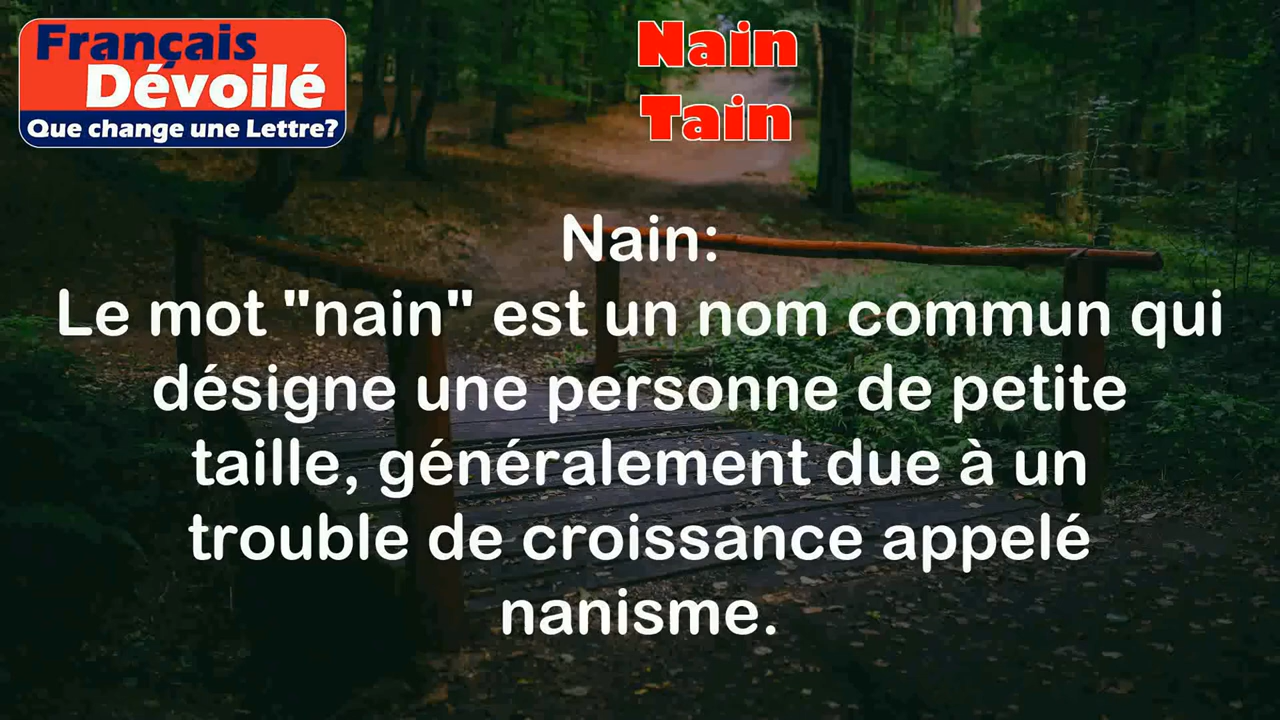 Français
Dévoilé
Que change une Lettre?
Nain
Tain
Nain:
Le mot "nain" est un nom commun qui
désigne une personne de petite
taille, généralement due à un
trouble de croissance appelé
nanisme.